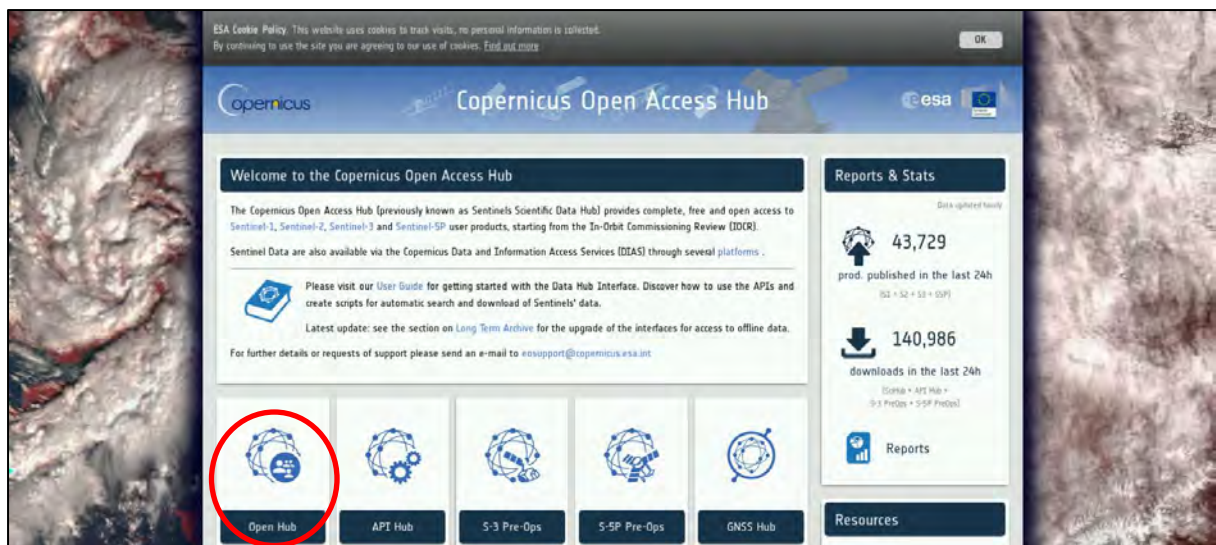 ESA Cookie Policy. This website uses cookies to track visits, no personal information is collected.
By continuing to use the site you are agreeing to our use of cookies. Find out more
OK
opernicus
Copernicus Open Access Hub
esa
Welcome to the Copernicus Open Access Hub
The Copernicus Open Access Hub (previously known as Sentinels Scientific Data Hub) provides complete, free and open access to
Sentinel-1, Sentinel-2, Sentinel-3 and Sentinel-5P user products, starting from the In-Orbit Commissioning Review (IOCR).
Sentinel Data are also available via the Copernicus Data and Information Access Services (DIAS) through several platforms .
Please visit our User Guide for getting started with the Data Hub Interface. Discover how to use the APIs and
create scripts for automatic search and download of Sentinels' data.
Latest update: see the section on Long Term Archive for the upgrade of the interfaces for access to offline data.
For further details or requests of support please send an e-mail to eosupport@copernicus.esa.int
Open Hub
API Hub
S-3 Pre-Ops
S-5P Pre-Ops
GNSS Hub
Reports & Stats
Data updated hourly
43,729
prod. published in the last 24h
(S1 + S2 + S3 + S5P)
140,986
downloads in the last 24h
(SciHub + API Hub +
S-3 PreOps + S-5P PreOps)
Reports
Resources